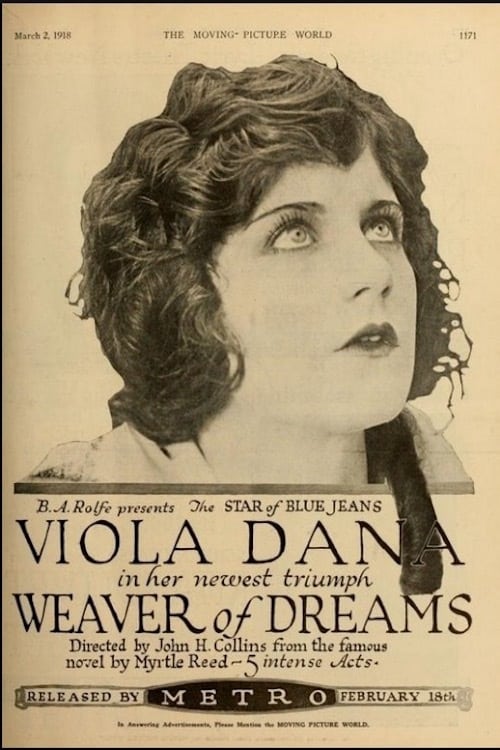 March 2, 1918 THE MOVING PICTURE WORLD 1171
B. A. Rolfe presents The STAR of BLUE JEANS
VIOLA DANA
in her newest triumph
WEAVER of DREAMS
Directed by John H. Collins from the famous
novel by Myrtle Reed ~ 5 intense Acts.
RELEASED BY METRO FEBRUARY 18th
In Answering Advertisements, Please Mention the MOVING PICTURE WORLD.